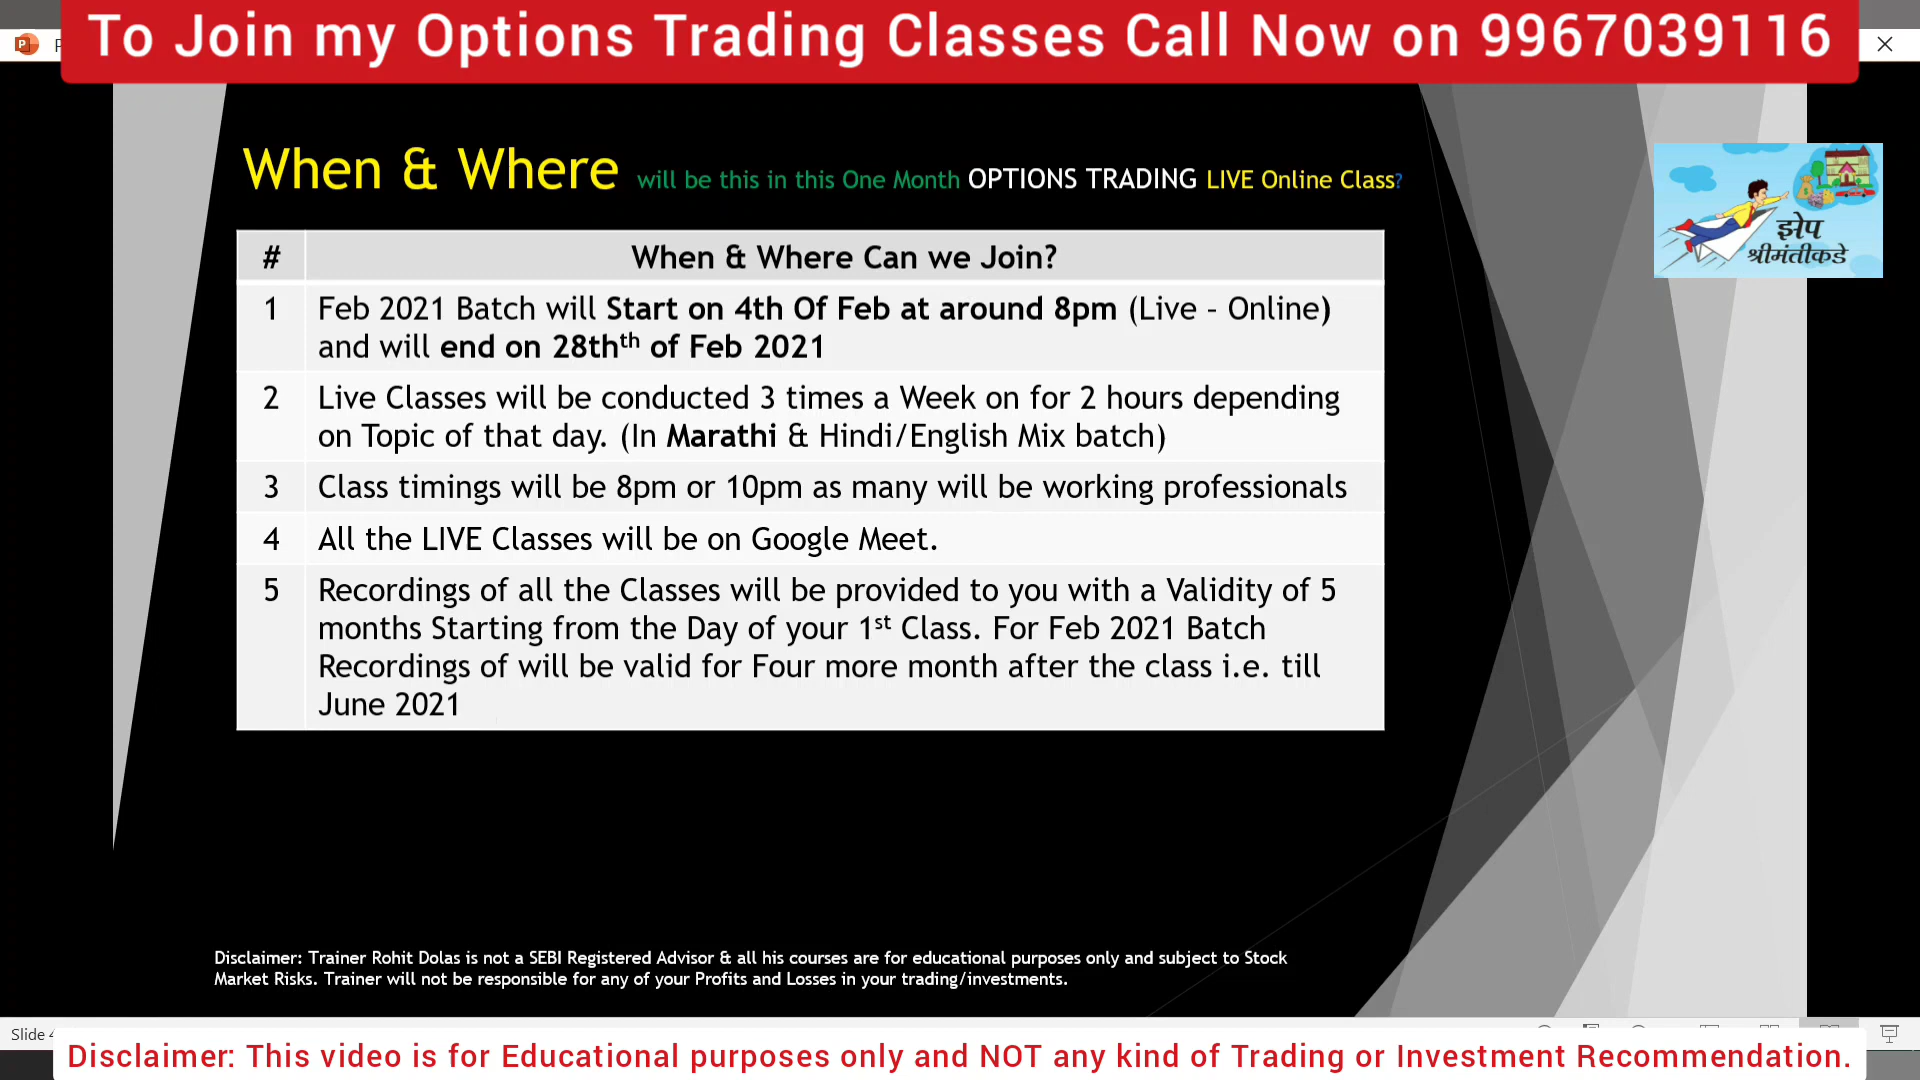 To Join my Options Trading Classes Call Now on 9967039116
When & Where will be this in this One Month OPTIONS TRADING LIVE Online Class?
झेप
श्रीमंतीकडे
# When & Where Can we Join?
1 Feb 2021 Batch will Start on 4th Of Feb at around 8pm (Live - Online)
and will end on 28thth of Feb 2021
2 Live Classes will be conducted 3 times a Week on for 2 hours depending
on Topic of that day. (In Marathi & Hindi/English Mix batch)
3 Class timings will be 8pm or 10pm as many will be working professionals
4 All the LIVE Classes will be on Google Meet.
5 Recordings of all the Classes will be provided to you with a Validity of 5
months Starting from the Day of your 1st Class. For Feb 2021 Batch
Recordings of will be valid for Four more month after the class i.e. till
June 2021
Disclaimer: Trainer Rohit Dolas is not a SEBI Registered Advisor & all his courses are for educational purposes only and subject to Stock
Market Risks. Trainer will not be responsible for any of your Profits and Losses in your trading/investments.
Slide
Disclaimer: This video is for Educational purposes only and NOT any kind of Trading or Investment Recommendation.